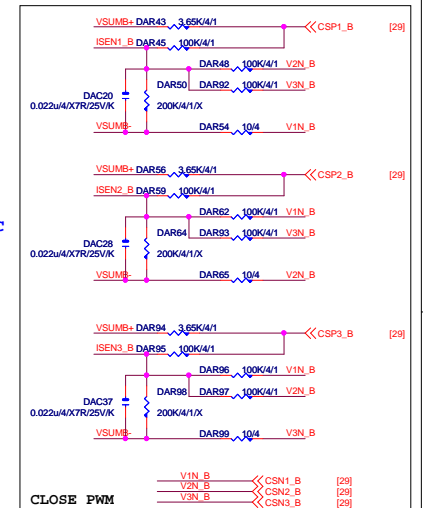 VSUMB+ DAR43 3.65K/4/1 CSP1_B [29]
ISEN1_B DAR45 100K/4/1
DAR48 100K/4/1 V2N_B
DAC20 DAR50 DAR92 100K/4/1 V3N_B
0.022u/4/X7R/25V/K 200K/4/1/X
VSUMB- DAR54 10/4 V1N_B
VSUMB+ DAR56 3.65K/4/1 CSP2_B [29]
ISEN2_B DAR59 100K/4/1
DAR62 100K/4/1 V1N_B
DAC28 DAR64 DAR93 100K/4/1 V3N_B
0.022u/4/X7R/25V/K 200K/4/1/X
VSUMB- DAR65 10/4 V2N_B
VSUMB+ DAR94 3.65K/4/1 CSP3_B [29]
ISEN3_B DAR95 100K/4/1
DAR96 100K/4/1 V1N_B
DAC37 DAR98 DAR97 100K/4/1 V2N_B
0.022u/4/X7R/25V/K 200K/4/1/X
VSUMB- DAR99 10/4 V3N_B
V1N_B CSN1_B [29]
V2N_B CSN2_B [29]
V3N_B CSN3_B [29]
CLOSE PWM